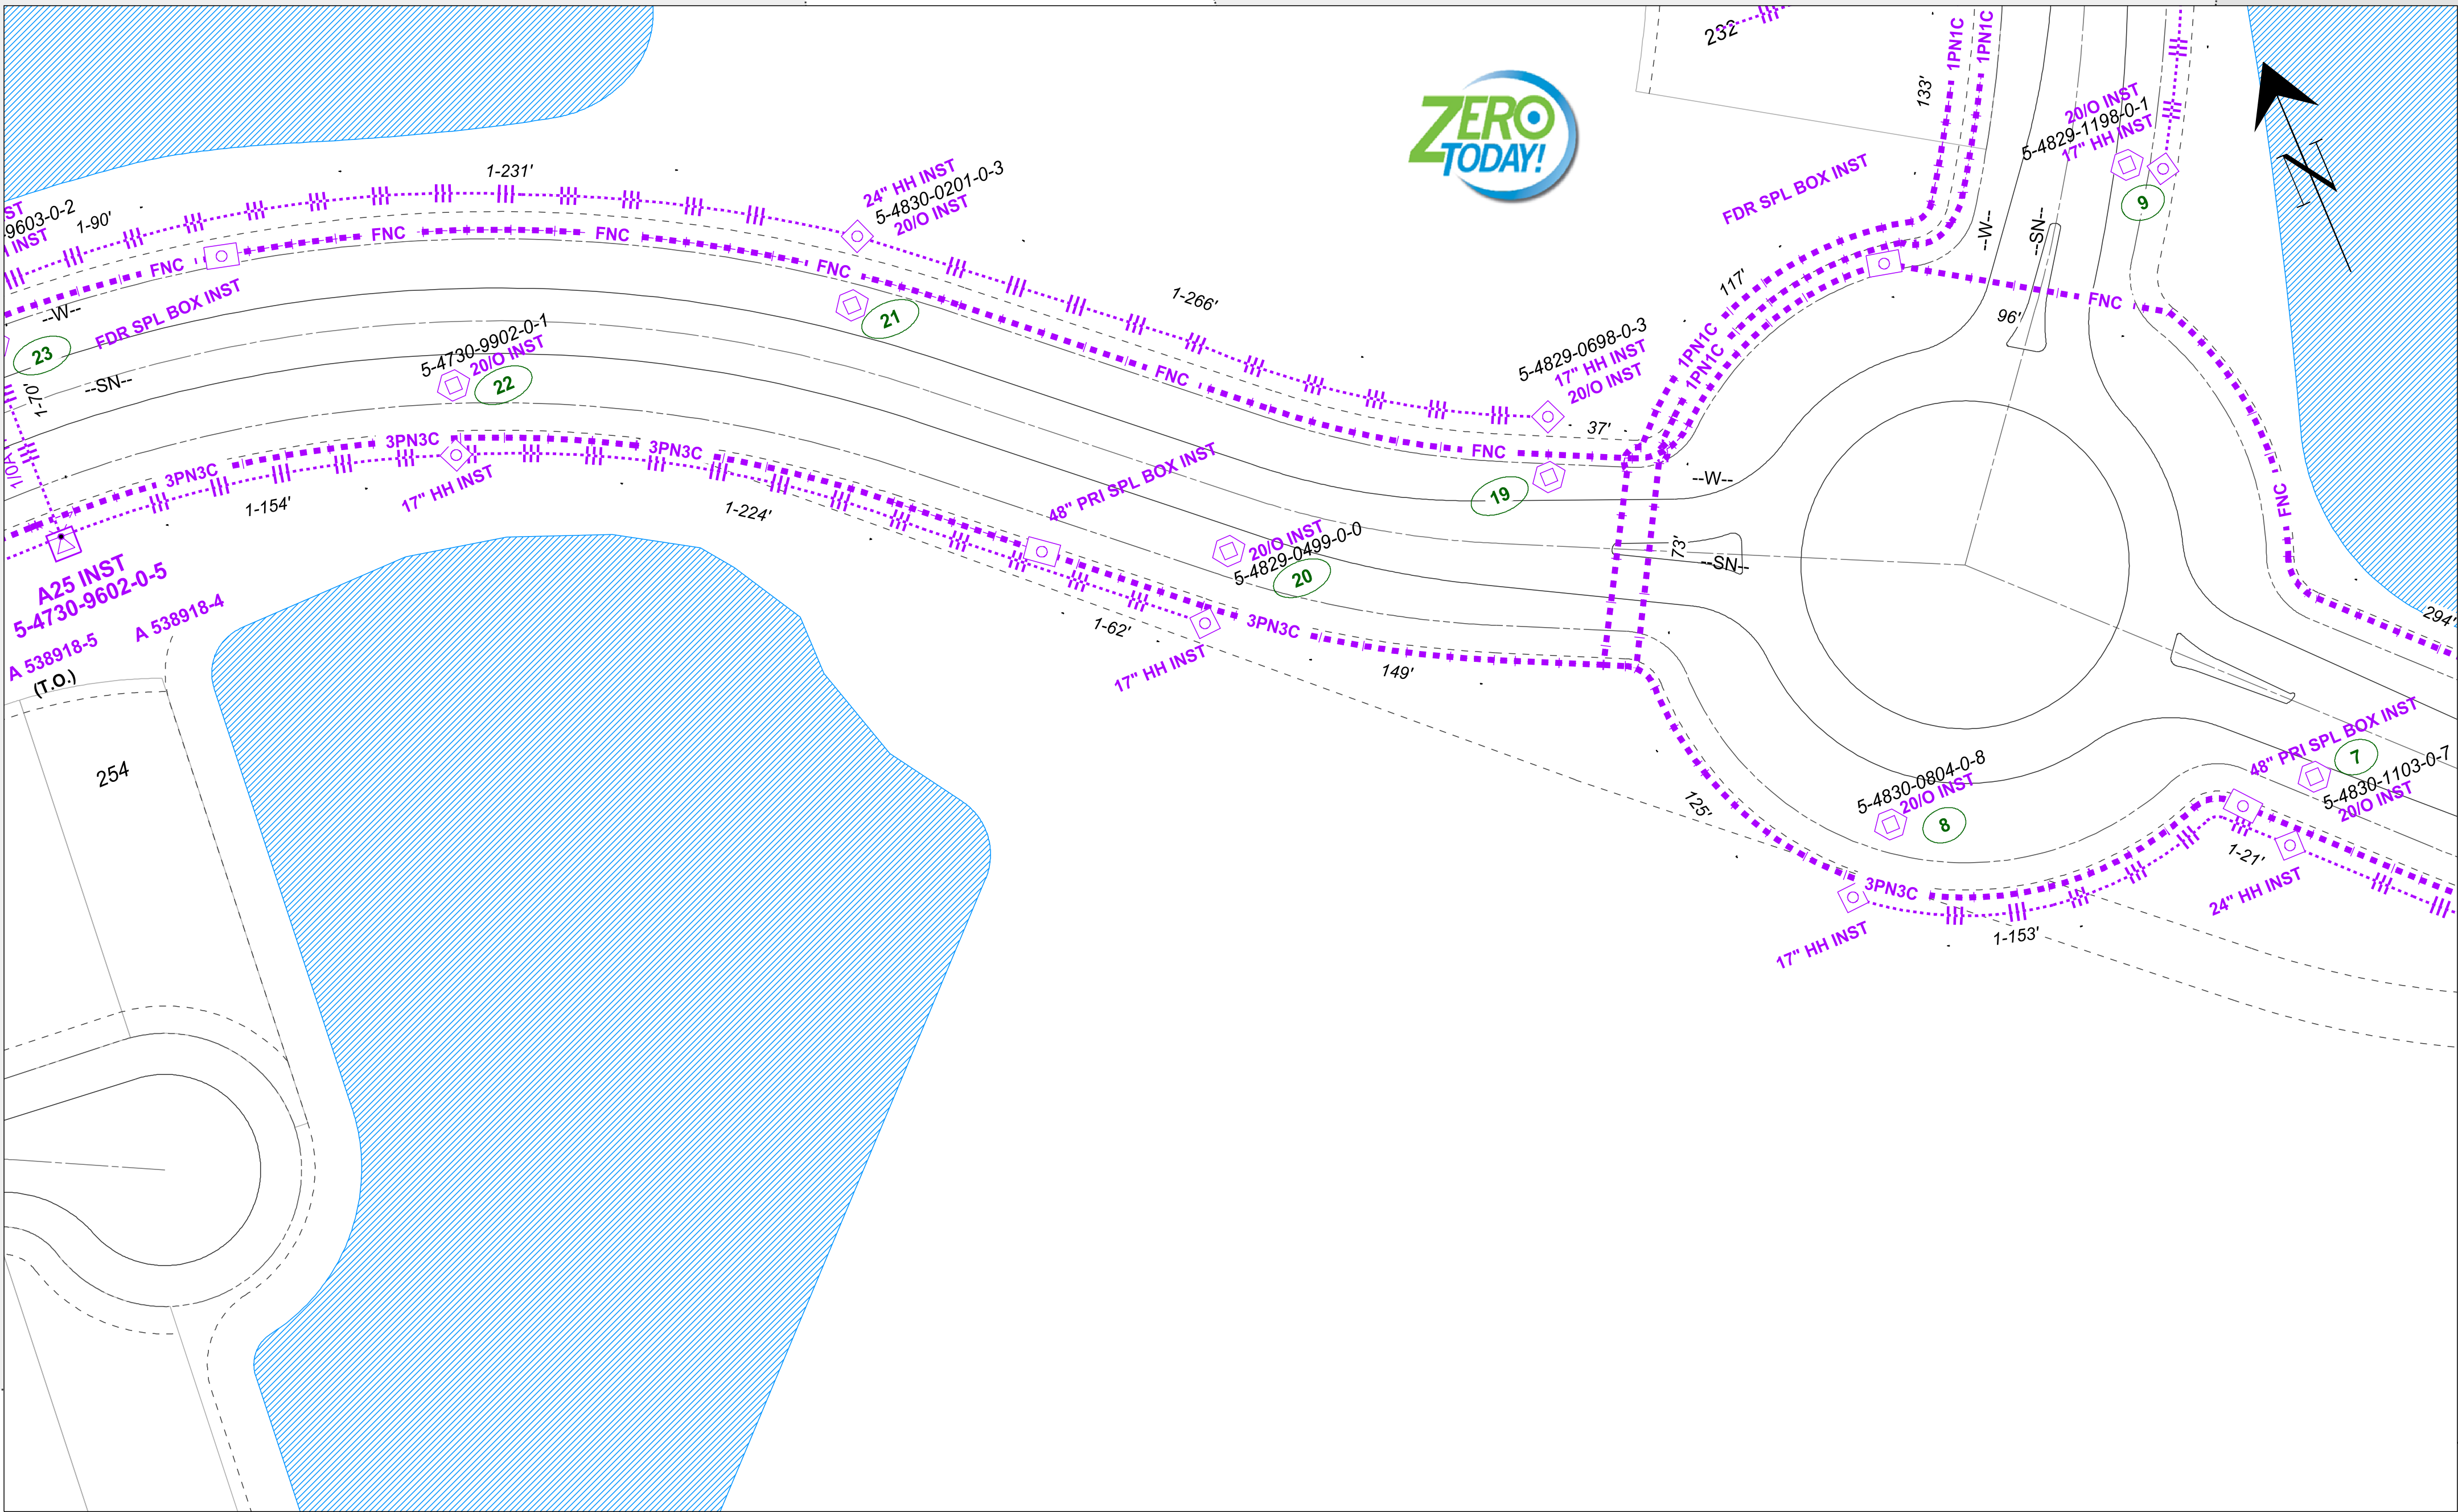 232
1PN1C
1PN1C
133'
ZERO
TODAY!
20/O INST
5-4829-1198-0-1
17" HH INST
9
1-231'
24" HH INST
5-4830-0201-0-3
20/O INST
FDR SPL BOX INST
ST
9603-0-2
INST
1-90'
FNC
FNC
FNC
FNC
--W--
--SN--
--W--
FDR SPL BOX INST
23
--SN--
1-70'
1/0A
5-4730-9902-0-1
20/O INST
22
21
1-266'
117'
96'
FNC
5-4829-0698-0-3
17" HH INST
20/O INST
1PN1C
1PN1C
FNC
37'
FNC
19
--W--
3PN3C
3PN3C
3PN3C
1-154'
17" HH INST
1-224'
48" PRI SPL BOX INST
20/O INST
5-4829-0499-0-0
20
73'
--SN--
FNC
A25 INST
5-4730-9602-0-5
A 538918-5
A 538918-4
(T.O.)
1-62'
17" HH INST
3PN3C
149'
294'
254
125'
5-4830-0804-0-8
20/O INST
8
48" PRI SPL BOX INST
7
5-4830-1103-0-7
20/O INST
3PN3C
1-21'
24" HH INST
17" HH INST
1-153'
N